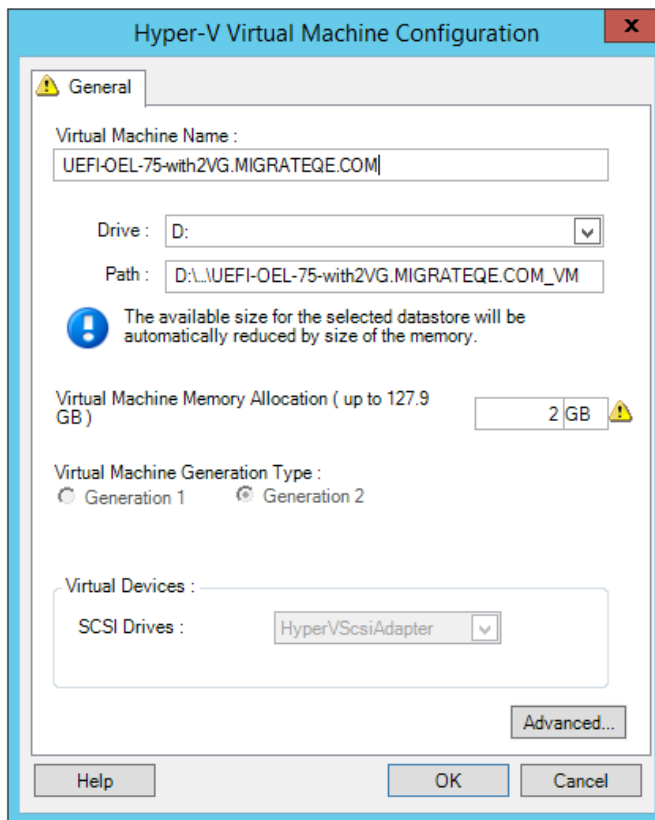 Hyper-V Virtual Machine Configuration
x
General
Virtual Machine Name :
UEFI-OEL-75-with2VG.MIGRATEQE.COM
Drive :
D:
Path :
D:\...\UEFI-OEL-75-with2VG.MIGRATEQE.COM_VM
The available size for the selected datastore will be
automatically reduced by size of the memory.
Virtual Machine Memory Allocation ( up to 127.9
GB )
2 GB
Virtual Machine Generation Type :
Generation 1 Generation 2
Virtual Devices :
SCSI Drives :
HyperVScsiAdapter
Advanced...
Help OK Cancel